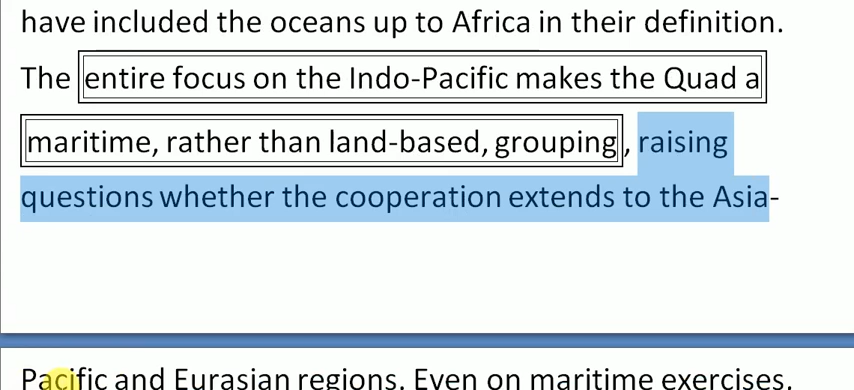 have included the oceans up to Africa in their definition.
The entire focus on the Indo-Pacific makes the Quad a
maritime, rather than land-based, grouping, raising
questions whether the cooperation extends to the Asia-
Pacific and Eurasian regions. Even on maritime exercises,